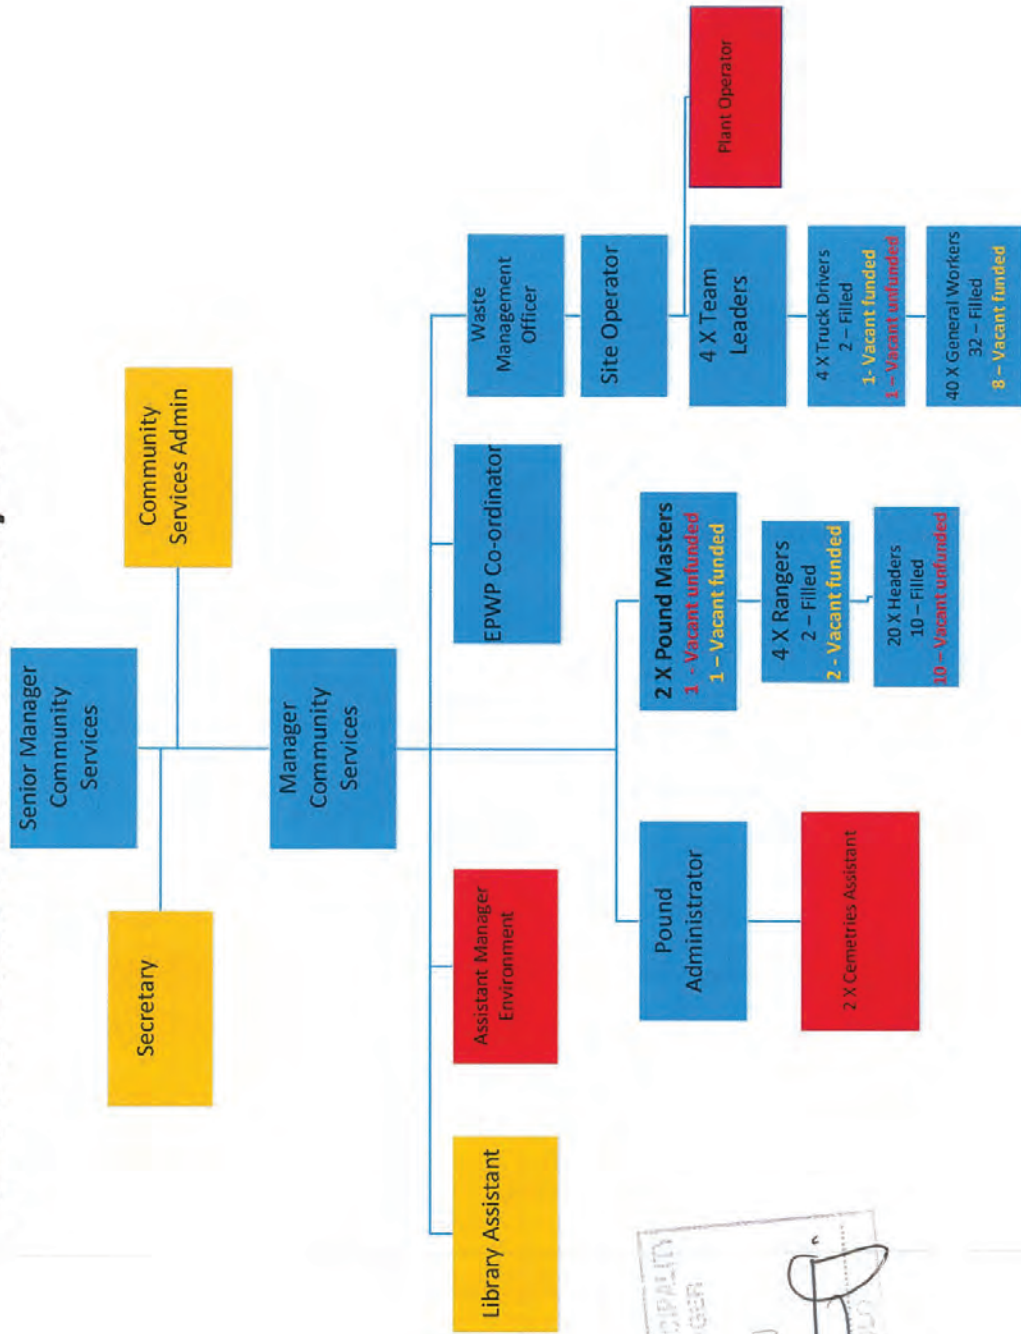 Senior Manager
Community
Services
Secretary
Community
Services Admin
Manager
Community
Services
Library Assistant
Assistant Manager
Environment
EPWP Co-ordinator
Waste
Management
Officer
Site Operator
Plant Operator
4 X Team
Leaders
4 X Truck Drivers
2 – Filled
1- Vacant funded
1 – Vacant unfunded
40 X General Workers
32 – Filled
8 – Vacant funded
Pound
Administrator
2 X Cemetries Assistant
2 X Pound Masters
1 - Vacant unfunded
1 – Vacant funded
4 X Rangers
2 – Filled
2 - Vacant funded
20 X Headers
10 – Filled
10 – Vacant unfunded